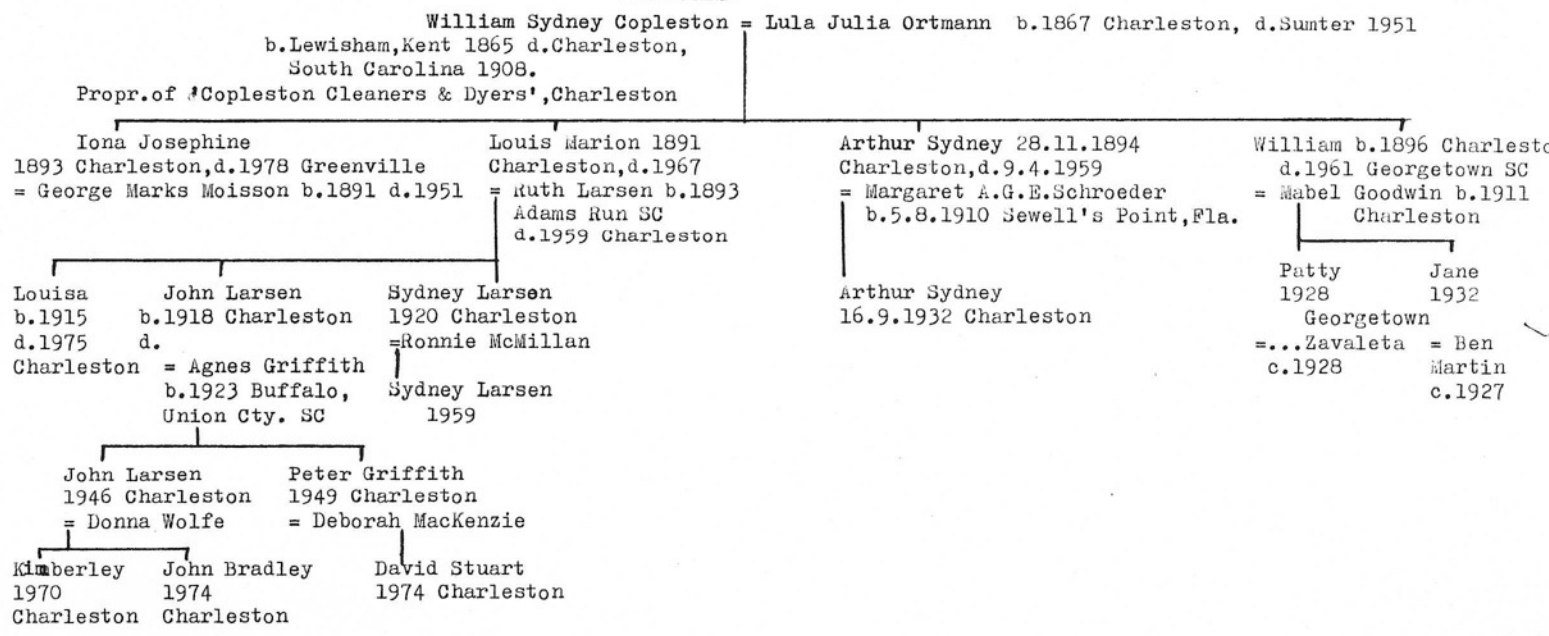 William Sydney Copleston = Lula Julia Ortmann b.1867 Charleston, d.Sumter 1951
b.Lewisham,Kent 1865 d.Charleston,
South Carolina 1908.
Propr.of 'Copleston Cleaners & Dyers',Charleston
Iona Josephine
1893 Charleston,d.1978 Greenville
= George Marks Moisson b.1891 d.1951
Louis Marion 1891
Charleston,d.1967
= Ruth Larsen b.1893
Adams Run SC
d.1959 Charleston
Arthur Sydney 28.11.1894
Charleston,d.9.4.1959
= Margaret A.G.E.Schroeder
b.5.8.1910 Sewell's Point,Fla.
William b.1896 Charlesto
d.1961 Georgetown SC
= Mabel Goodwin b.1911
Charleston
Louisa
b.1915
d.1975
Charleston
John Larsen
b.1918 Charleston
d.
= Agnes Griffith
b.1923 Buffalo,
Union Cty. SC
Sydney Larsen
1920 Charleston
=Ronnie McMillan
Sydney Larsen
1959
Arthur Sydney
16.9.1932 Charleston
Patty
1928
Jane
1932
Georgetown
=...Zavaleta
c.1928
= Ben
Martin
c.1927
John Larsen
1946 Charleston
= Donna Wolfe
Peter Griffith
1949 Charleston
= Deborah MacKenzie
Kimberley
1970
Charleston
John Bradley
1974
Charleston
David Stuart
1974 Charleston